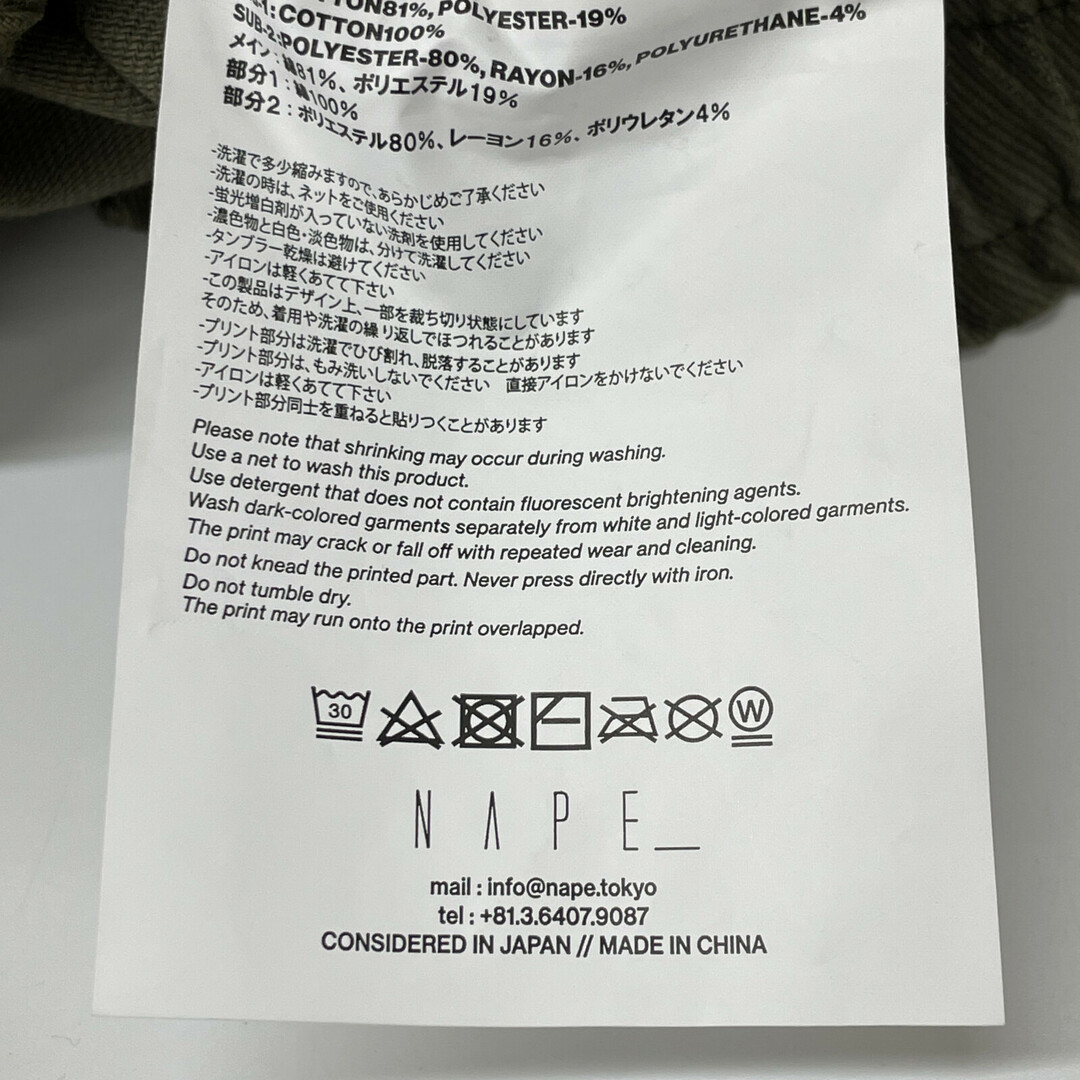 TON81%, POLYESTER-19%
-1:COTTON100%
SUB-2:POLYESTER-80%, RAYON-16%, POLYURETHANE-4%
メイン:綿81%、ポリエステル19%
部分1:綿100%
部分2:ポリエステル80%、レーヨン16%、ポリウレタン4%
-洗濯で多少縮みますので、あらかじめご了承ください
-洗濯の時は、ネットをご使用ください
-蛍光増白剤が入っていない洗剤を使用してください
-濃色物と白色・淡色物は、分けて洗濯してください
-タンブラー乾燥は避けてください
-アイロンは軽くあてて下さい
-この製品はデザイン上、一部を裁ち切り状態にしています
そのため、着用や洗濯の繰り返しでほつれることがあります
-プリント部分は洗濯でひび割れ、脱落することがあります
-プリント部分は、もみ洗いしないでください 直接アイロンをかけないでください
-アイロンは軽くあてて下さい
-プリント部分同士を重ねると貼りつくことがあります
Please note that shrinking may occur during washing.
Use a net to wash this product.
Use detergent that does not contain fluorescent brightening agents.
Wash dark-colored garments separately from white and light-colored garments.
The print may crack or fall off with repeated wear and cleaning.
Do not knead the printed part. Never press directly with iron.
Do not tumble dry.
The print may run onto the print overlapped.
30 W
NAPE_
mail : info@nape.tokyo
tel : +81.3.6407.9087
CONSIDERED IN JAPAN // MADE IN CHINA